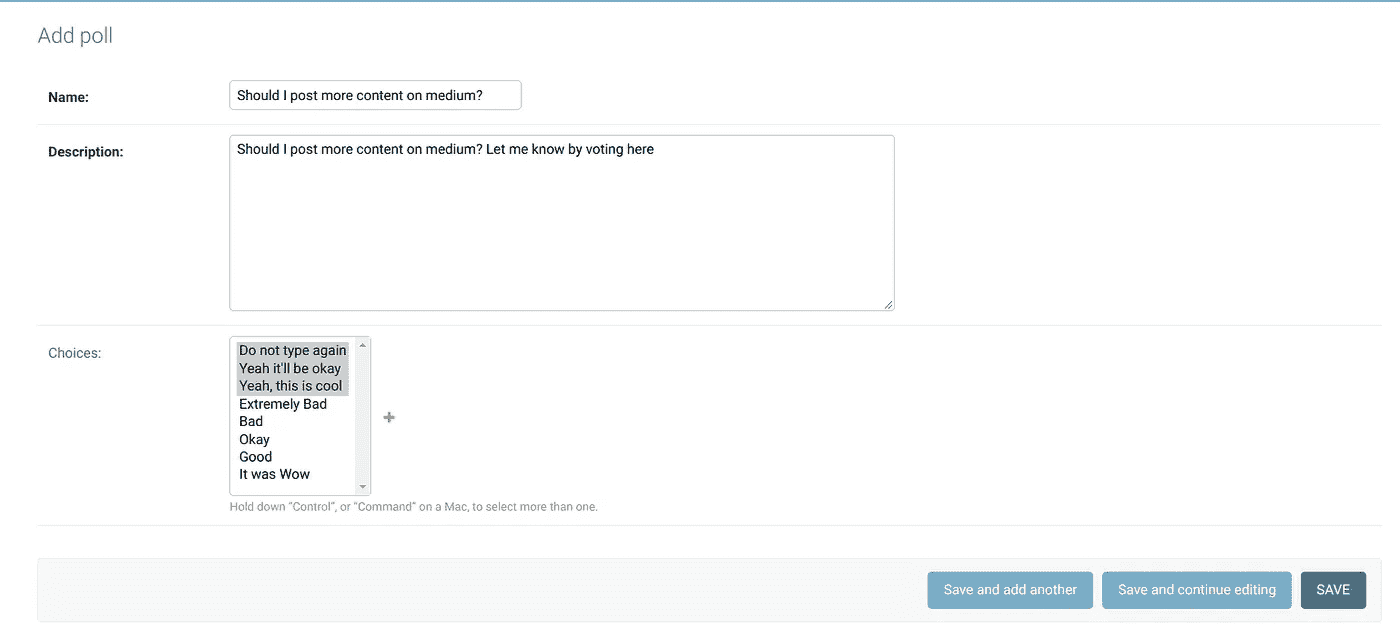 Add poll
Name:
Should I post more content on medium?
Description:
Should I post more content on medium? Let me know by voting here
Choices:
Do not type again
Yeah it'll be okay
Yeah, this is cool
Extremely Bad
Bad
Okay
Good
It was Wow
Hold down “Control”, or “Command” on a Mac, to select more than one.
Save and add another
Save and continue editing
SAVE